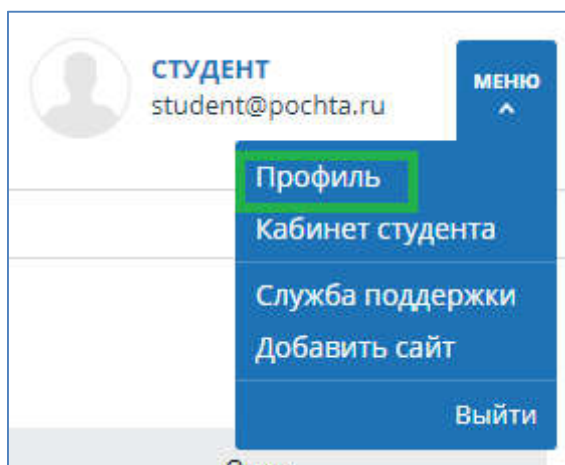 СТУДЕНТ
student@pochta.ru
МЕНЮ
Профиль
Кабинет студента
Служба поддержки
Добавить сайт
Выйти